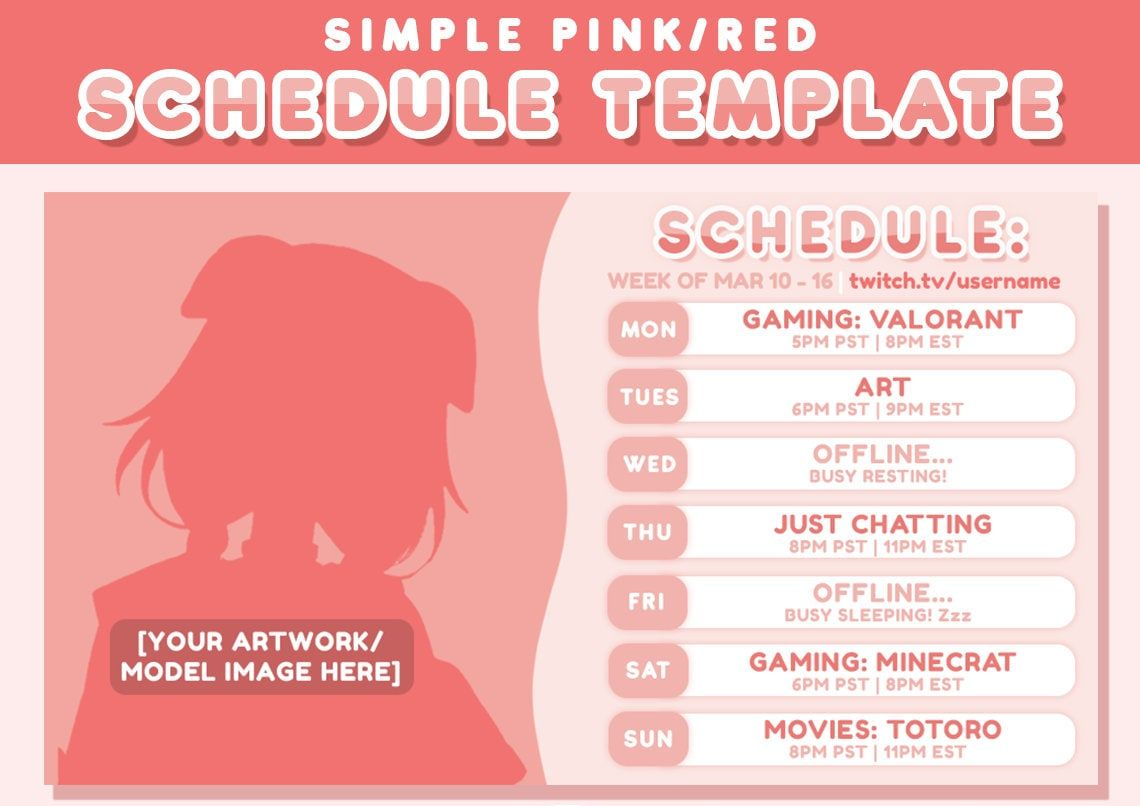 SIMPLE PINK/RED
SCHEDULE TEMPLATE
SCHEDULE:
WEEK OF MAR 10 - 16 | twitch.tv/username
MON
GAMING: VALORANT
5PM PST | 8PM EST
TUES
ART
6PM PST | 9PM EST
WED
OFFLINE...
BUSY RESTING!
THU
JUST CHATTING
8PM PST | 11PM EST
FRI
OFFLINE...
BUSY SLEEPING! Zzz
SAT
GAMING: MINECRAT
6PM PST | 8PM EST
SUN
MOVIES: TOTORO
8PM PST | 11PM EST
[YOUR ARTWORK/
MODEL IMAGE HERE]